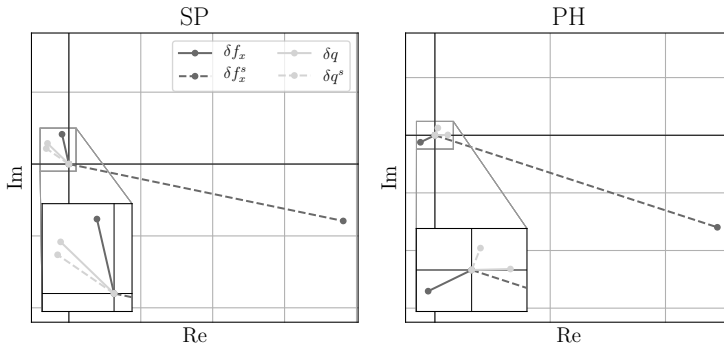 SP
PH
δf_x
δf_x^s
δq
δq^s
Im
Re
Im
Re